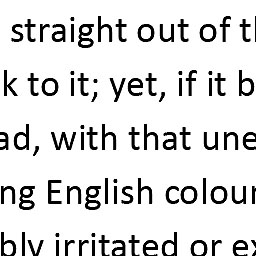 straight out of t
k to it; yet, if it b
ad, with that une
ng English colour
bly irritated or ex